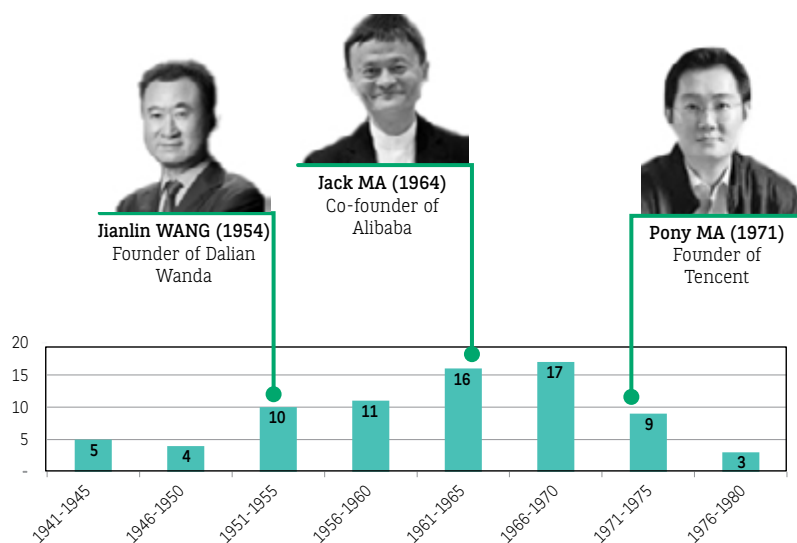 Jack MA (1964)
Co-founder of
Alibaba
Jianlin WANG (1954)
Founder of Dalian
Wanda
Pony MA (1971)
Founder of
Tencent
20
15
10
5
-
5
4
10
11
16
17
9
3
1941-1945
1946-1950
1951-1955
1956-1960
1961-1965
1966-1970
1971-1975
1976-1980